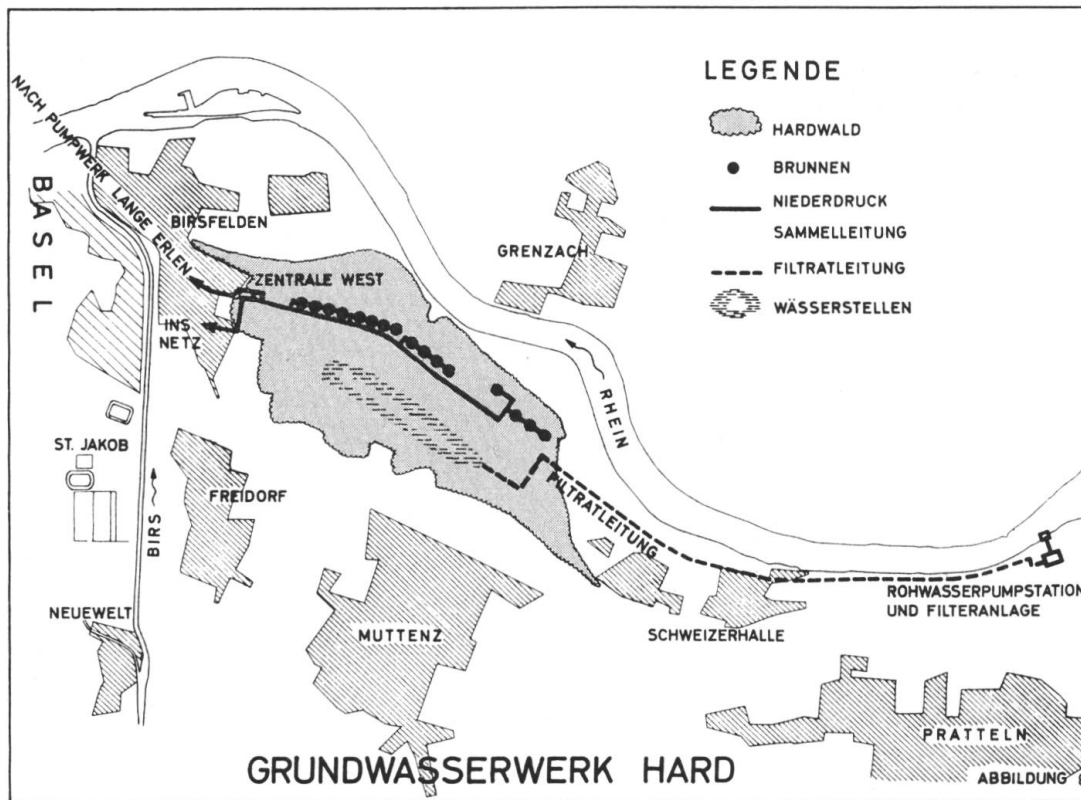 LEGENDE
HARDWALD
BRUNNEN
NIEDERDRUCK
SAMMELLEITUNG
FILTRATLEITUNG
WÄSSERSTELLEN
NACH PUMPWERK LANGE ERLEN
BASEL
BIRSFELDEN
ZENTRALE WEST
INS
NETZ
GRENZACH
RHEIN
ST. JAKOB
BIRS
FREIDORF
FILTRATLEITUNG
NEUEWELT
MUTTENZ
SCHWEIZERHALLE
ROHWASSERPUMPSTATION
UND FILTERANLAGE
PRATTELN
GRUNDWASSERWERK HARD
ABBILDUNG